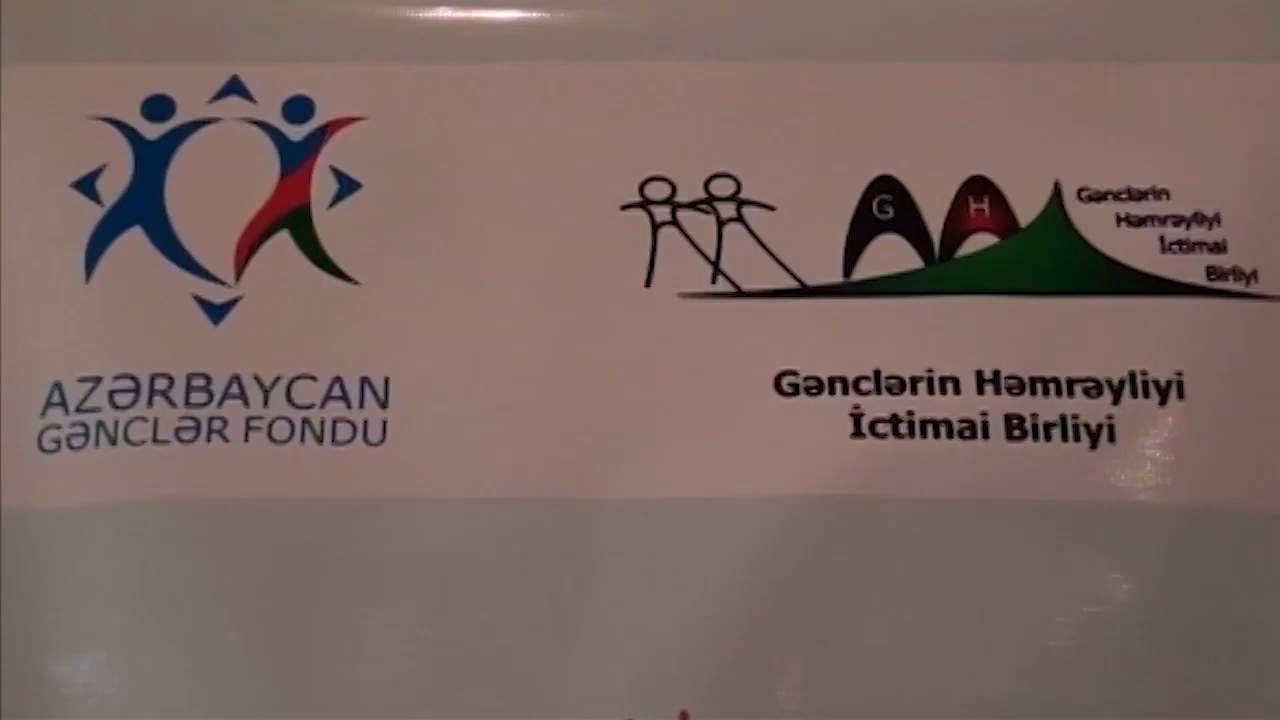 AZƏRBAYCAN
GƏNCLƏR FONDU
G H
Gənclərin
Həmrəyliyi
İctimai
Birliyi
Gənclərin Həmrəyliyi
İctimai Birliyi